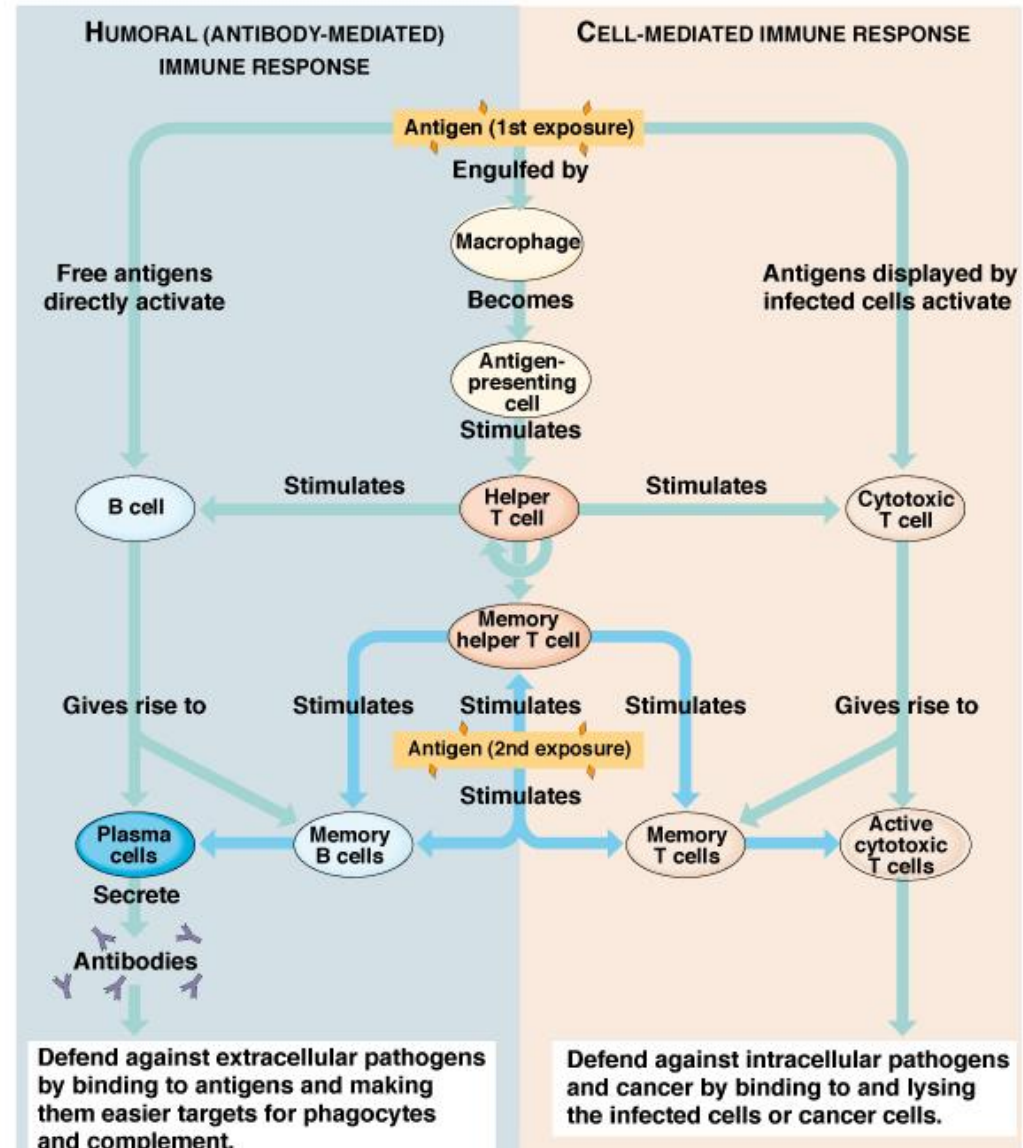 HUMORAL (ANTIBODY-MEDIATED)
IMMUNE RESPONSE
CELL-MEDIATED IMMUNE RESPONSE
Antigen (1st exposure)
Engulfed by
Macrophage
Free antigens
directly activate
Becomes
Antigens displayed by
infected cells activate
Antigen-
presenting
cell
Stimulates
B cell
Stimulates
Helper
T cell
Stimulates
Cytotoxic
T cell
Memory
helper T cell
Gives rise to
Stimulates
Stimulates
Stimulates
Gives rise to
Antigen (2nd exposure)
Stimulates
Plasma
cells
Memory
B cells
Memory
T cells
Active
cytotoxic
T cells
Secrete
Antibodies
Defend against extracellular pathogens
by binding to antigens and making
them easier targets for phagocytes
and complement.
Defend against intracellular pathogens
and cancer by binding to and lysing
the infected cells or cancer cells.